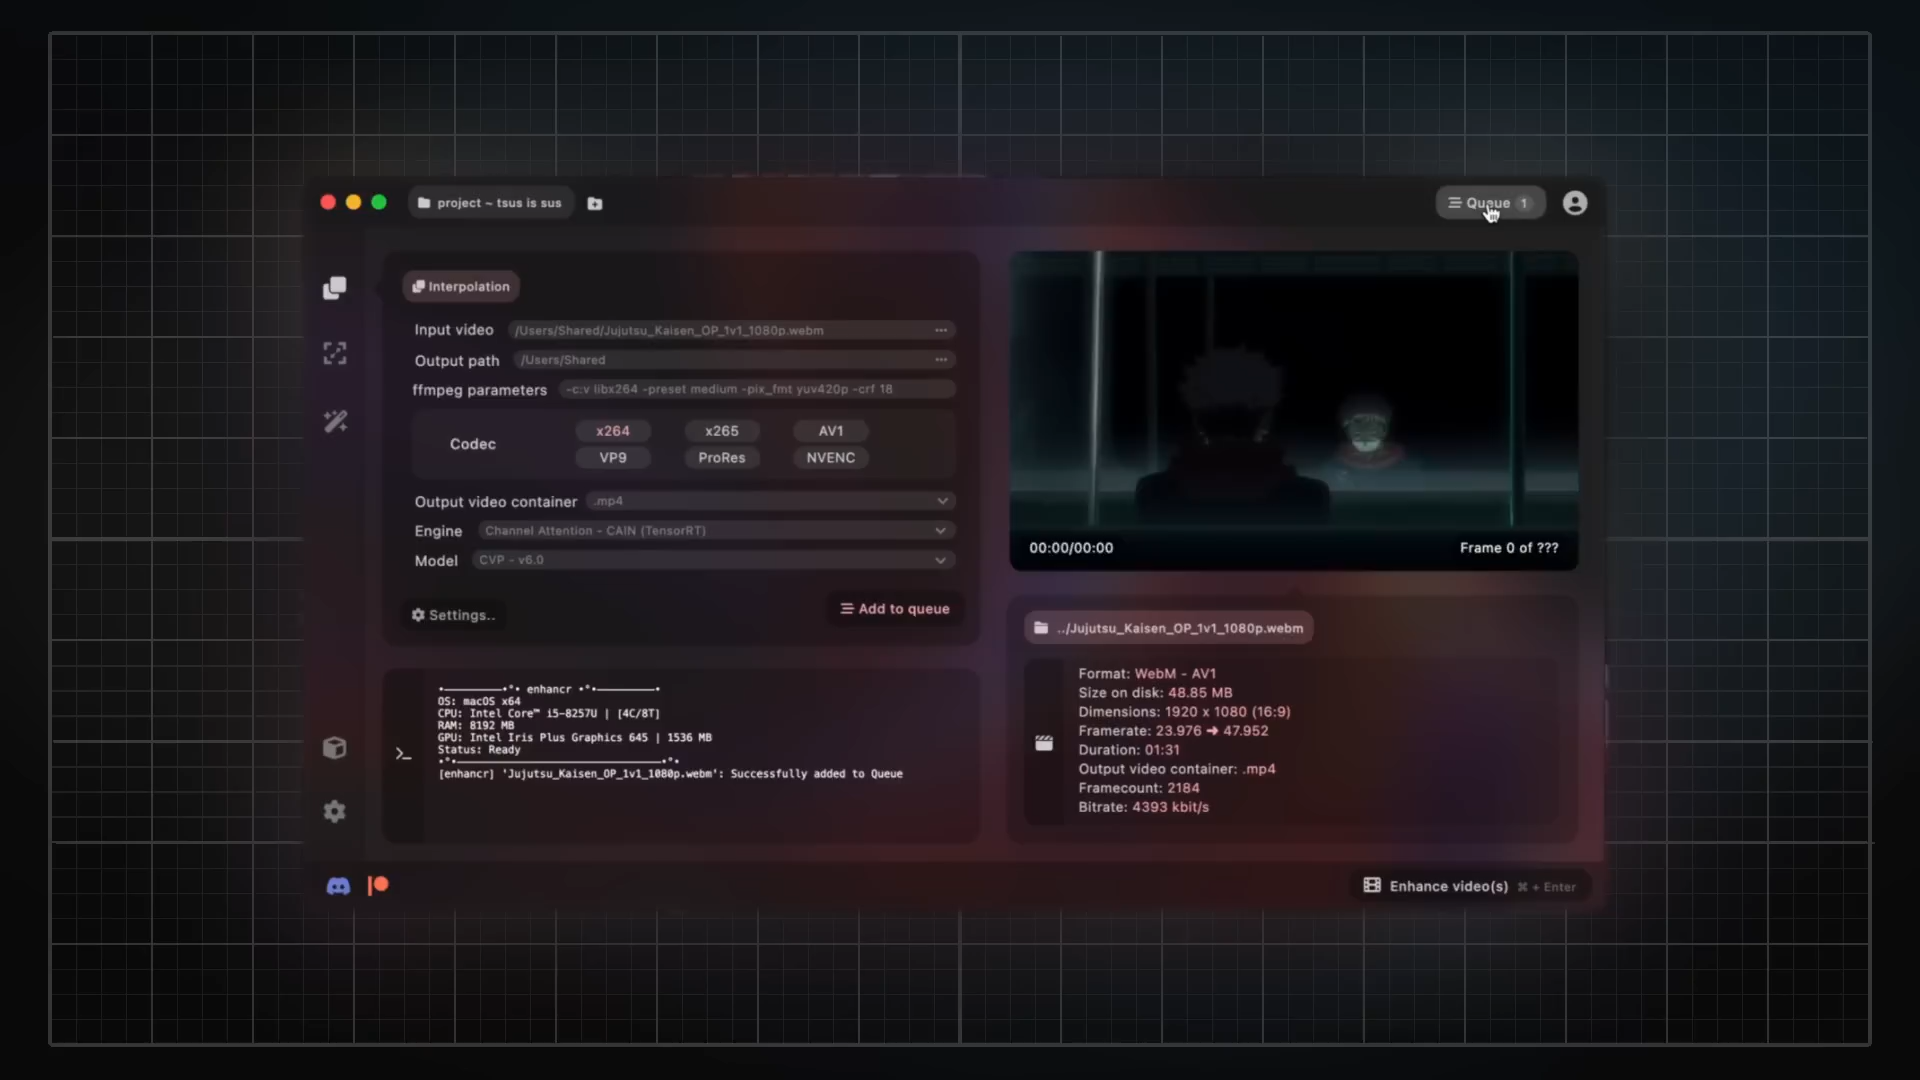 project ~ tsus is sus
Queue 1
Interpolation
Input video /Users/Shared/Jujutsu_Kaisen_OP_1v1_1080p.webm
Output path /Users/Shared
ffmpeg parameters -c:v libx264 -preset medium -pix_fmt yuv420p -crf 18
Codec
x264 x265 AV1
VP9 ProRes NVENC
Output video container .mp4
Engine Channel Attention - CAIN (TensorRT)
Model CVP - v6.0
Settings..
Add to queue
enhancr
OS: macOS x64
CPU: Intel Core™ i5-8257U | [4C/8T]
RAM: 8192 MB
GPU: Intel Iris Plus Graphics 645 | 1536 MB
Status: Ready
[enhancr] 'Jujutsu_Kaisen_OP_1v1_1080p.webm': Successfully added to Queue
00:00/00:00
Frame 0 of ???
../Jujutsu_Kaisen_OP_1v1_1080p.webm
Format: WebM - AV1
Size on disk: 48.85 MB
Dimensions: 1920 x 1080 (16:9)
Framerate: 23.976 ➜ 47.952
Duration: 01:31
Output video container: .mp4
Framecount: 2184
Bitrate: 4393 kbit/s
Enhance video(s) ⌘ + Enter